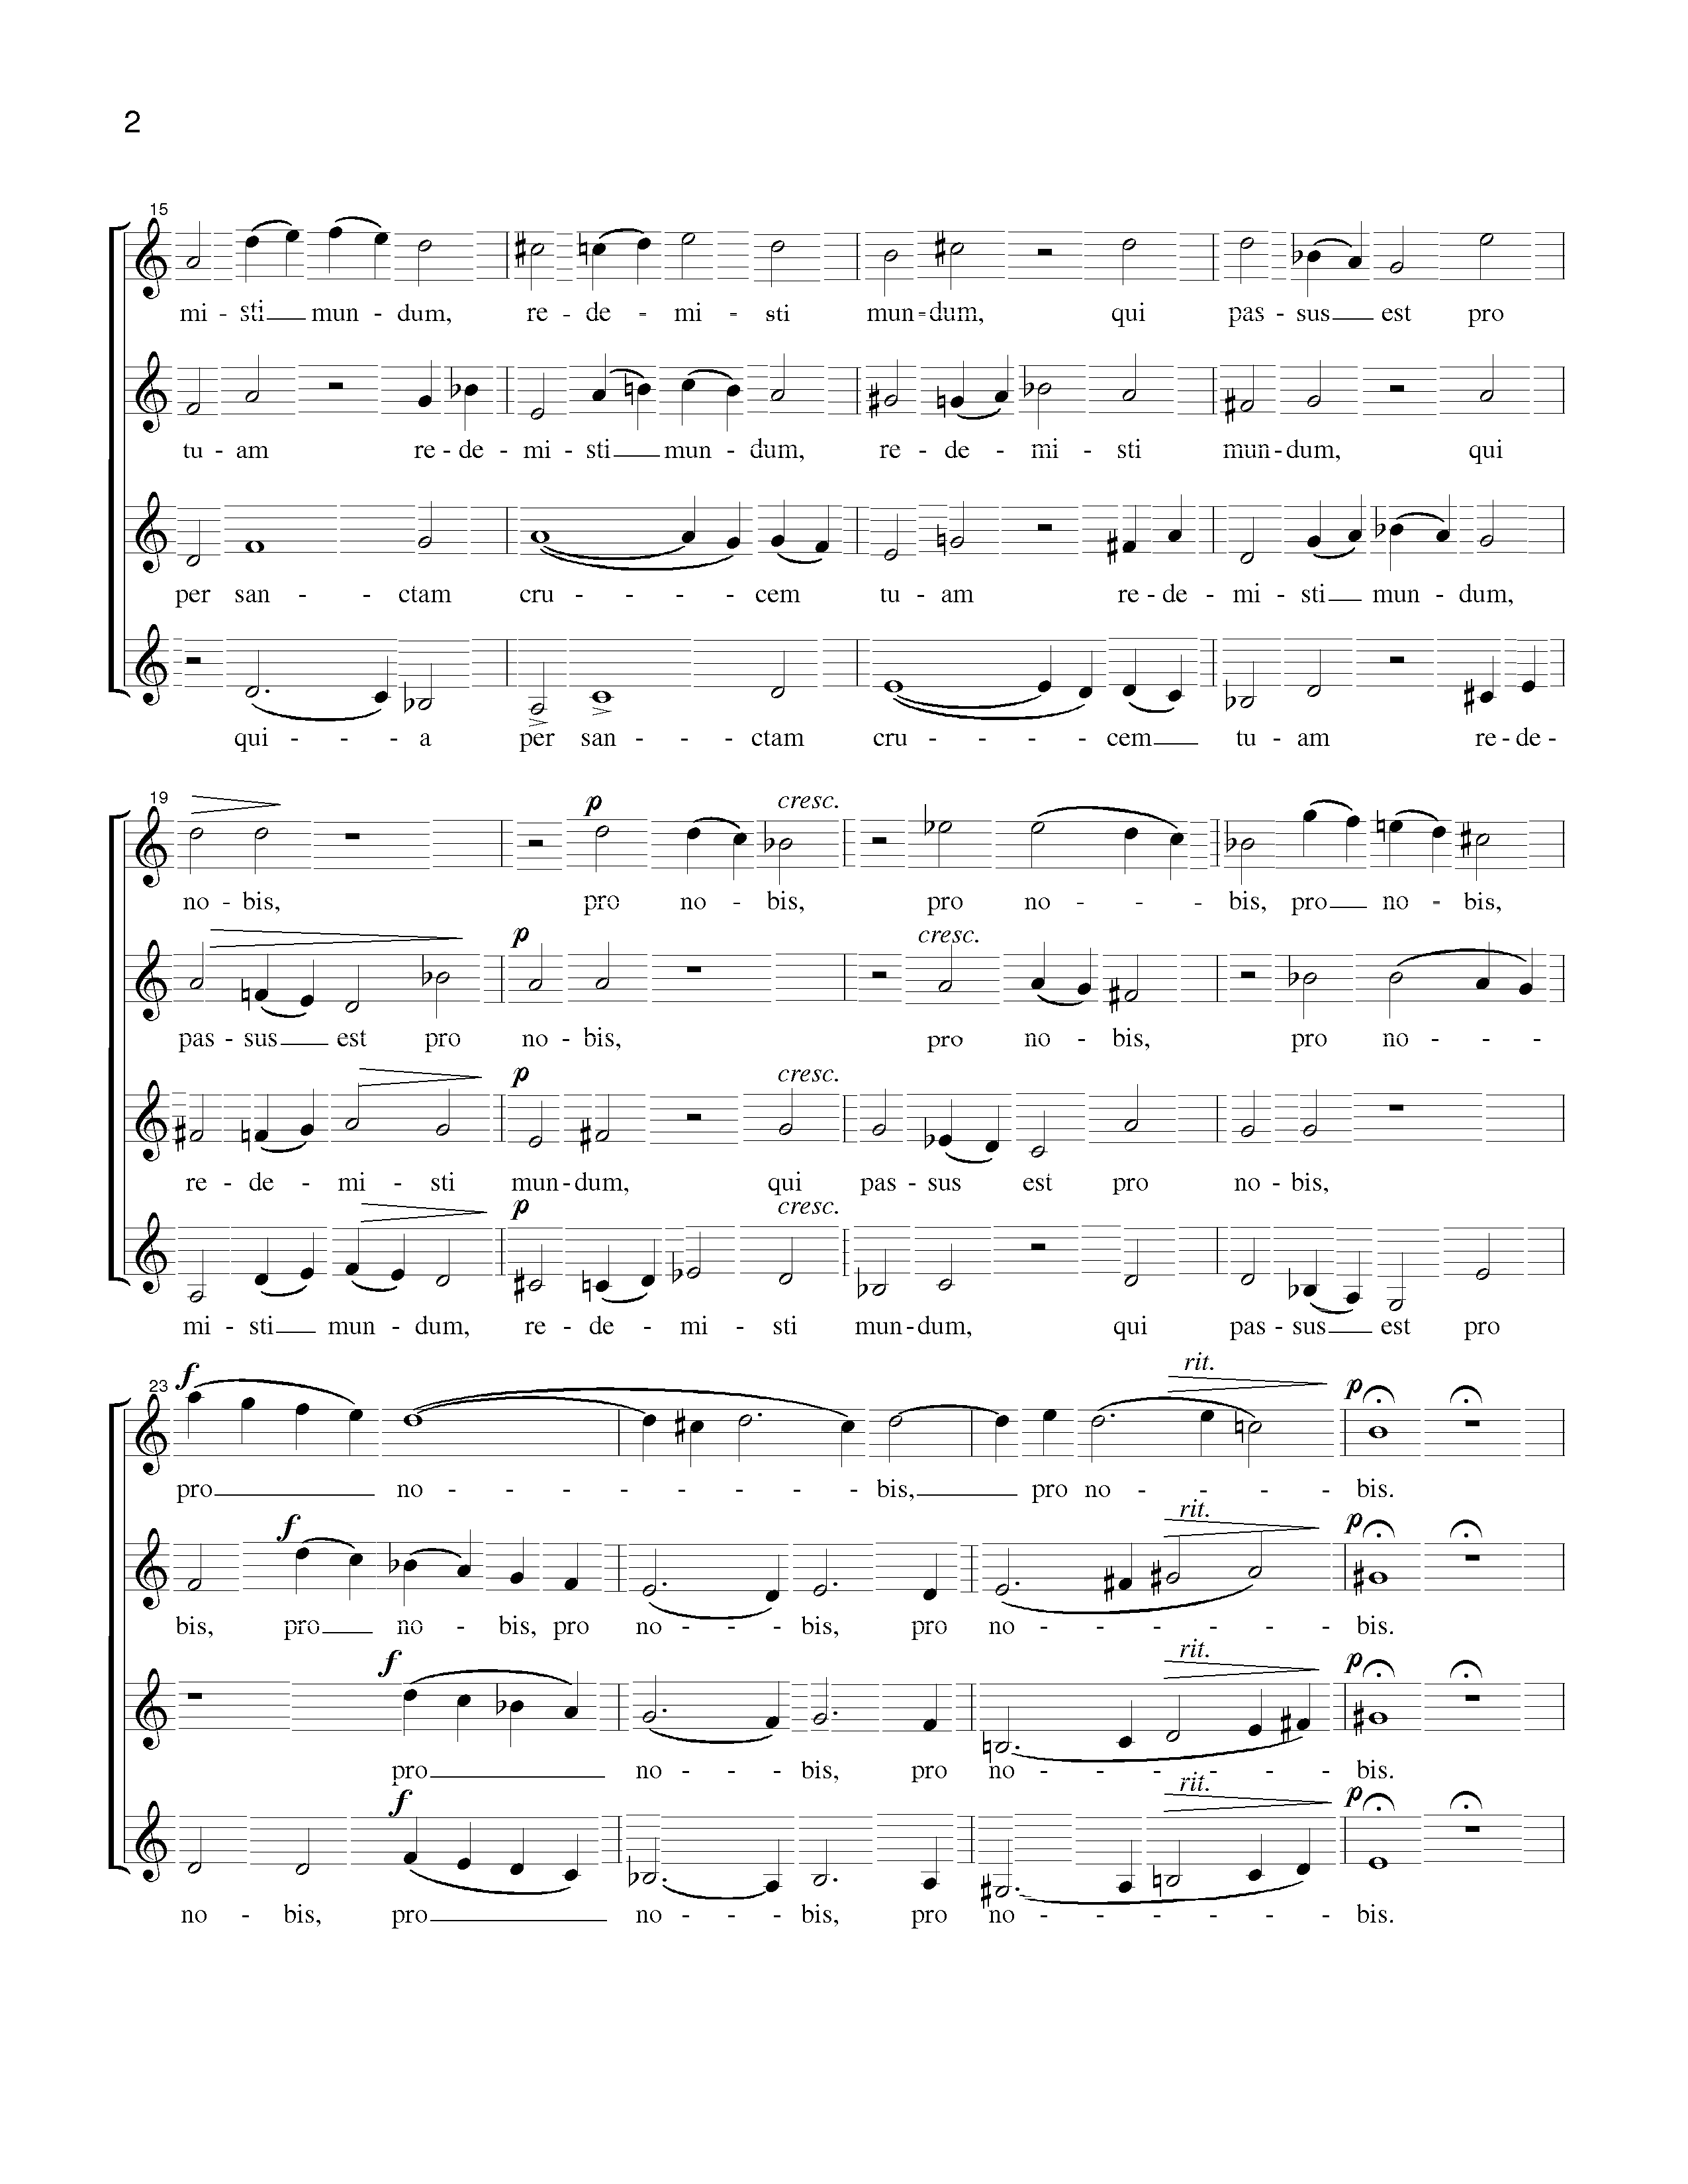 2
15
mi - sti mun - dum, re - de - mi - sti mun - dum, qui pas - sus est pro
tu - am re - de - mi - sti mun - dum, re - de - mi - sti mun - dum, qui
per san - - ctam cru - - - - cem tu - am re - de - mi - sti mun - dum,
qui - - - a per san - - - ctam cru - - - - cem tu - am re - de -
19
p cresc.
no - bis, pro no - bis, pro no - - - bis, pro no - bis,
p cresc.
pas - sus est pro no - bis, pro no - bis, pro no - - -
p cresc.
re - de - mi - sti mun - dum, qui pas - sus est pro no - bis,
p cresc.
mi - sti mun - dum, re - de - mi - sti mun - dum, qui pas - sus est pro
f rit. p
23
pro no - - - - - - - - bis, pro no - - - - bis.
f rit. p
bis, pro no - bis, pro no - - - bis, pro no - - - - - - bis.
f rit. p
pro no - - - bis, pro no - - - - - - bis.
f rit. p
no - bis, pro no - - - bis, pro no - - - - - - bis.